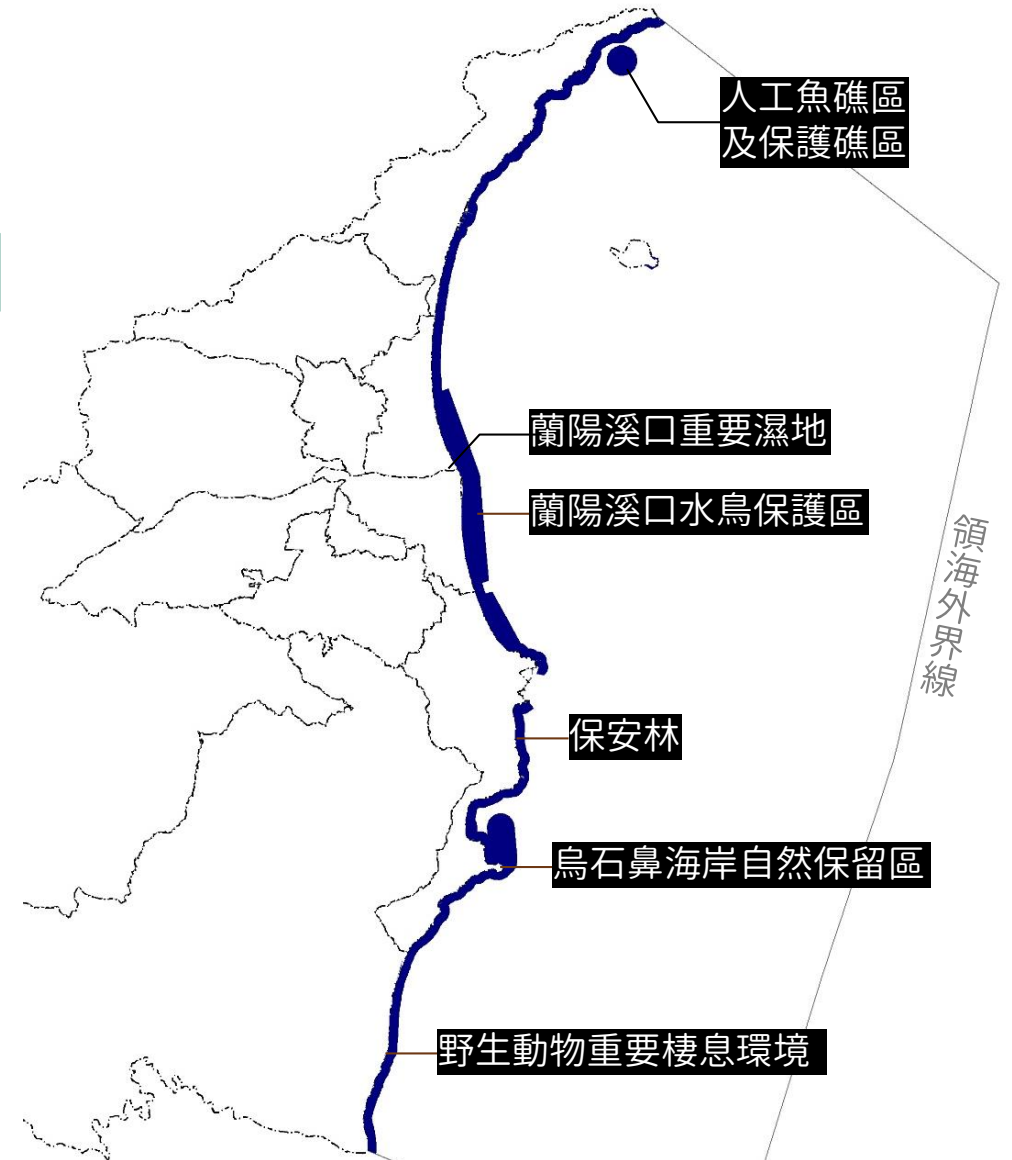 人工魚礁區
及保護礁區
蘭陽溪口重要濕地
蘭陽溪口水鳥保護區
領海外界線
保安林
烏石鼻海岸自然保留區
野生動物重要棲息環境